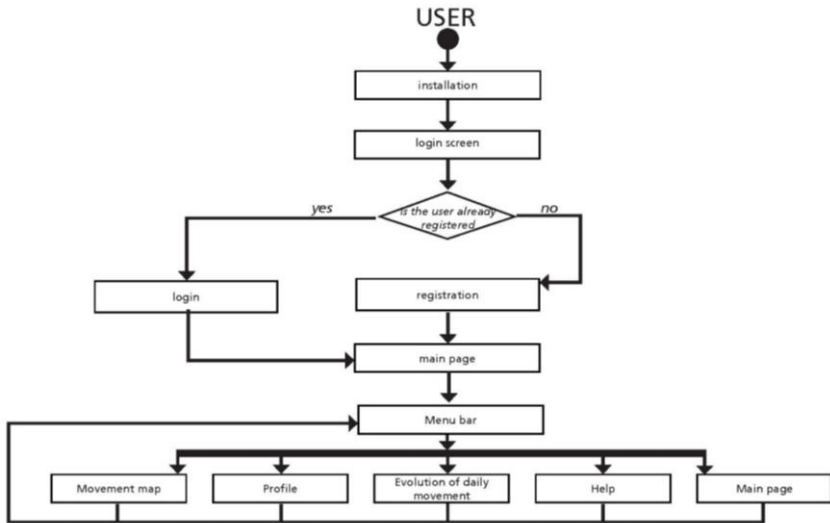 USER
installation
login screen
yes
Is the user already
registered
no
login
registration
main page
Menu bar
Movement map
Profile
Evolution of daily
movement
Help
Main page